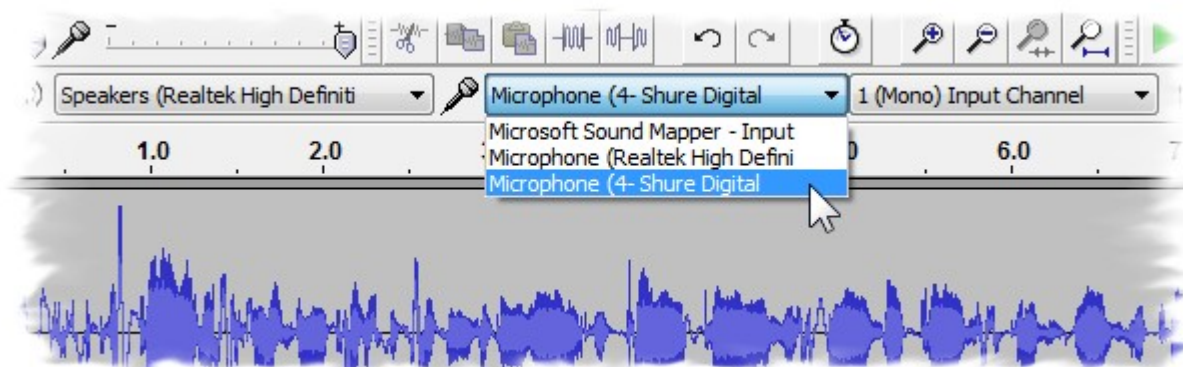 Speakers (Realtek High Definiti
Microphone (4- Shure Digital
1 (Mono) Input Channel
Microsoft Sound Mapper - Input
Microphone (Realtek High Defini
Microphone (4- Shure Digital
1.0 2.0 6.0